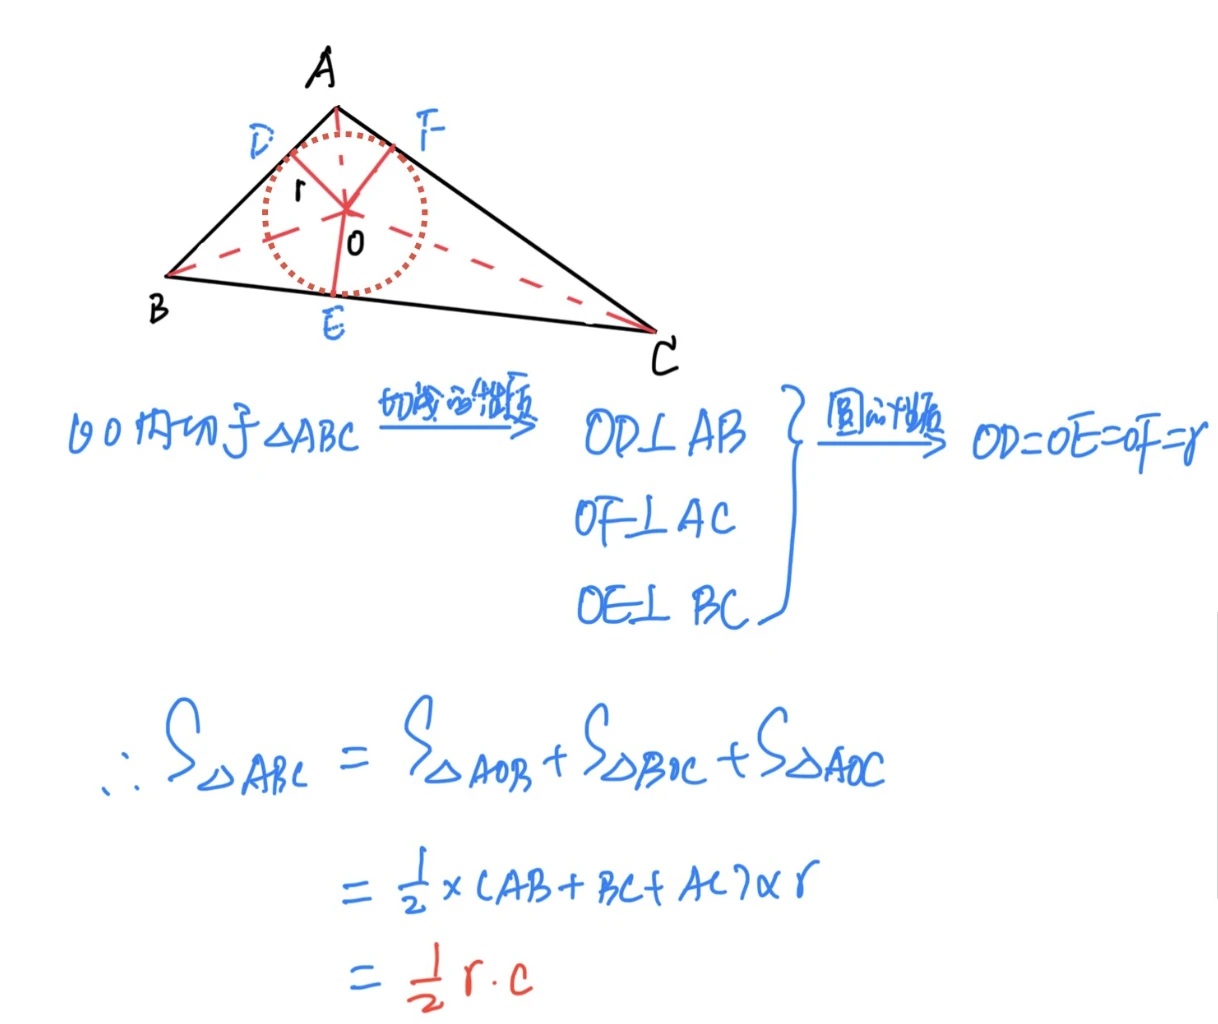 A
D
F
r
O
B
E
C
⊙O内切于△ABC 切线的性质 OD⊥AB 圆的性质 OD=OE=OF=r
OF⊥AC
OE⊥BC
∴S△ABC = S△AOB+S△BOC+S△AOC
= 1/2 × (AB+BC+AC)×r
= 1/2 r·c